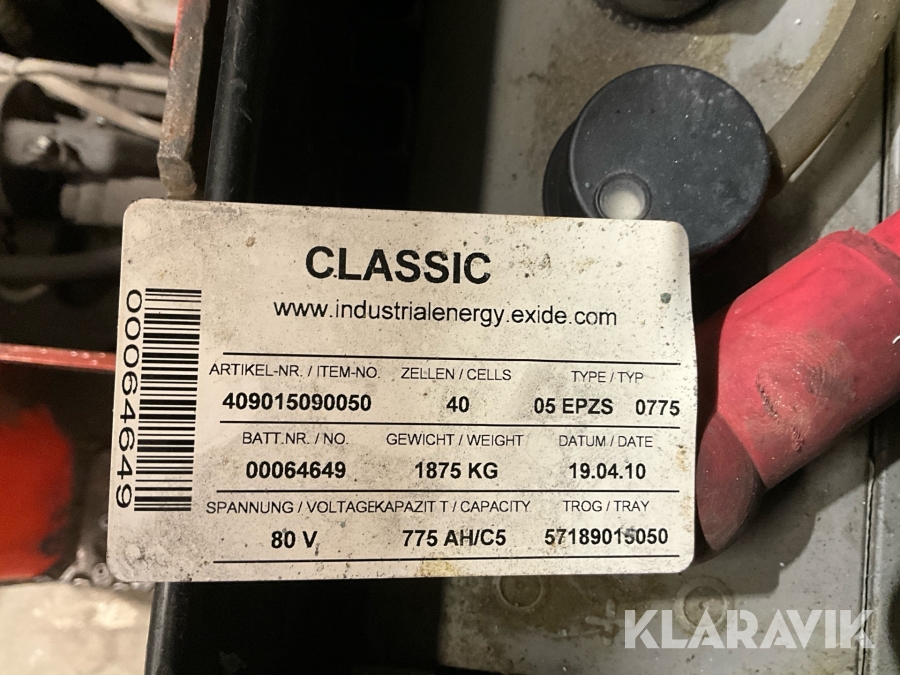 CLASSIC
www.industrialenergy.exide.com
00064649
ARTIKEL-NR. / ITEM-NO. ZELLEN / CELLS TYPE / TYP
409015090050 40 05 EPZS 0775
BATT.NR. / NO. GEWICHT / WEIGHT DATUM / DATE
00064649 1875 KG 19.04.10
SPANNUNG / VOLTAGEKAPAZIT T / CAPACITY TROG / TRAY
80 V 775 AH/C5 57189015050
KLARAVIK